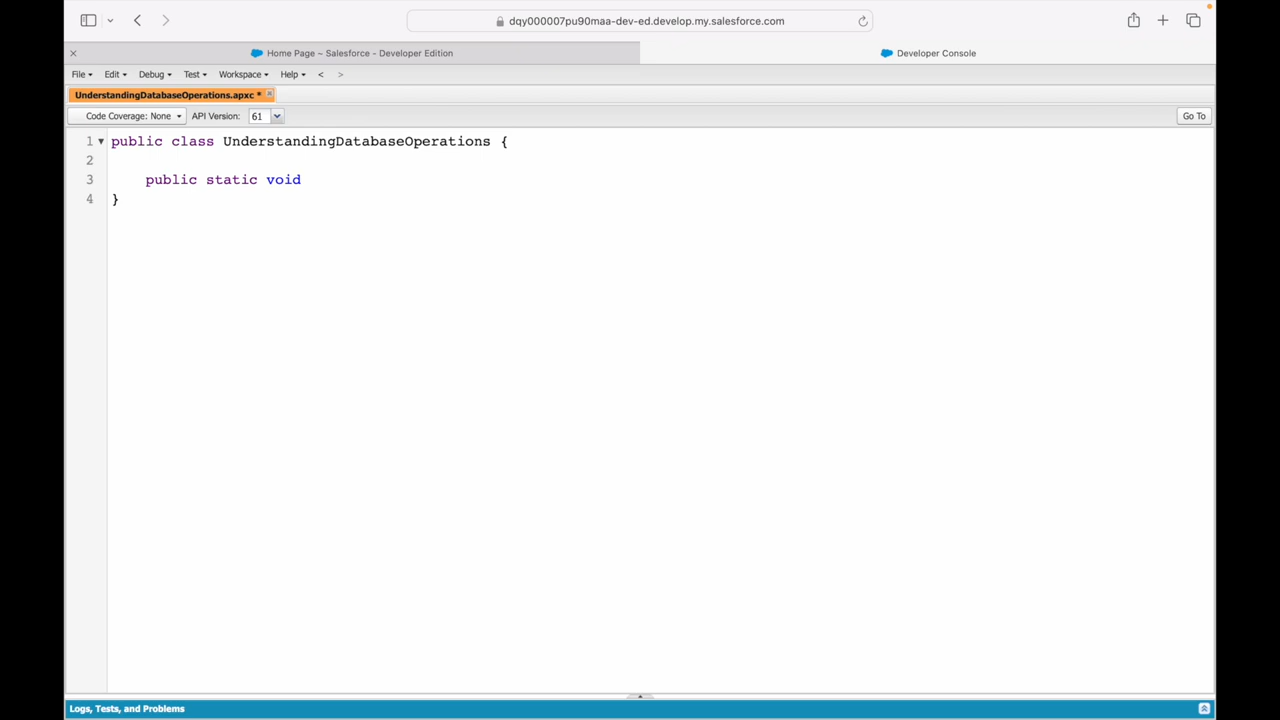 dqy000007pu90maa-dev-ed.develop.my.salesforce.com
Home Page ~ Salesforce - Developer Edition
Developer Console
File Edit Debug Test Workspace Help < >
UnderstandingDatabaseOperations.apxc *
Code Coverage: None API Version: 61 Go To
1 public class UnderstandingDatabaseOperations {
2
3 public static void
4 }
Logs, Tests, and Problems